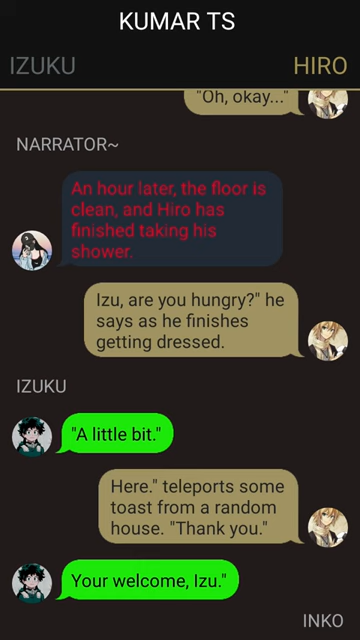 KUMAR TS
IZUKU
HIRO
"Oh, okay..."
NARRATOR~
An hour later, the floor is
clean, and Hiro has
finished taking his
shower.
Izu, are you hungry?" he
says as he finishes
getting dressed.
IZUKU
"A little bit."
Here." teleports some
toast from a random
house. "Thank you."
Your welcome, Izu."
INKO